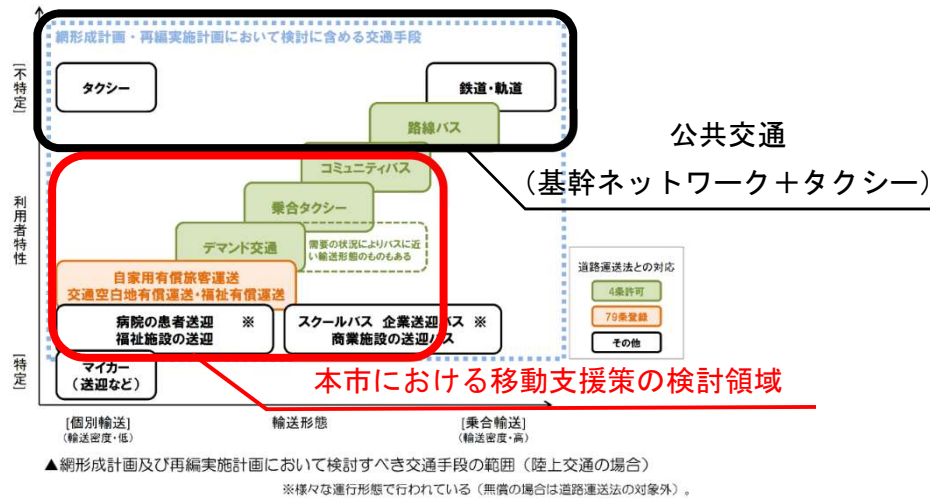 網形成計画・再編実施計画において検討に含める交通手段
[不特定]
タクシー
鉄道・軌道
路線バス
公共交通
（基幹ネットワーク＋タクシー）
コミュニティバス
乗合タクシー
利用者特性
デマンド交通
需要の状況によりバスに近
い輸送形態のものもある
自家用有償旅客運送
交通空白地有償運送・福祉有償運送
道路運送法との対応
4条許可
79条登録
その他
病院の患者送迎 ※
福祉施設の送迎
スクールバス 企業送迎バス ※
商業施設の送迎バス
[特定]
マイカー
（送迎など）
本市における移動支援策の検討領域
[個別輸送]
（輸送密度・低）
輸送形態
[乗合輸送]
（輸送密度・高）
▲網形成計画及び再編実施計画において検討すべき交通手段の範囲（陸上交通の場合）
※様々な運行形態で行われている（無償の場合は道路運送法の対象外）。